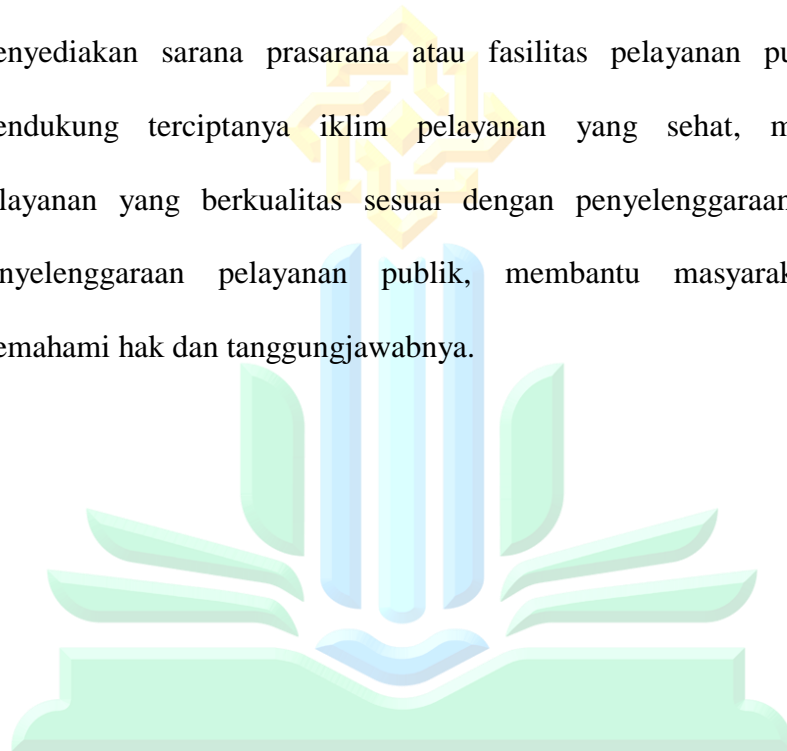 enyediakan sarana prasarana atau fasilitas pelayanan pu
endukung terciptanya iklim pelayanan yang sehat, m
layanan yang berkualitas sesuai dengan penyelenggaraan
nyelenggaraan pelayanan publik, membantu masyarak
emahami hak dan tanggungjawabnya.